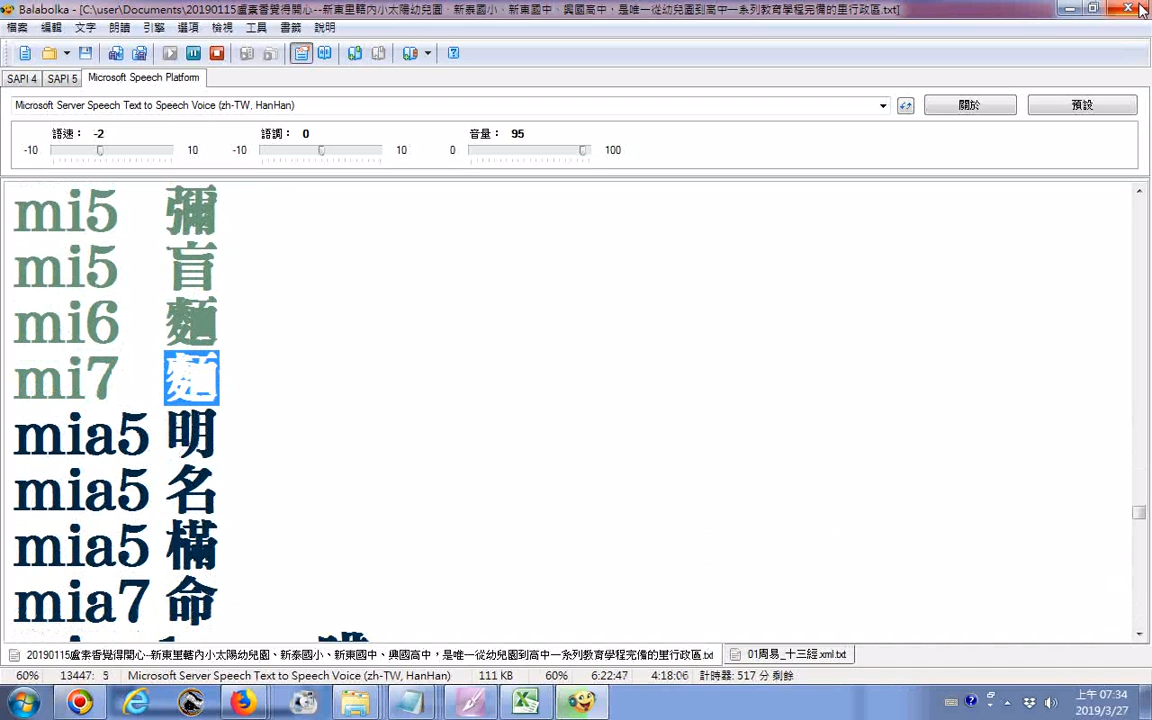 Balabolka - [C:\user\Documents\20190115盧素香覺得開心--新東里轄內小太陽幼兒園、新泰國小、新東國中、興國高中，是唯一從幼兒園到高中一系列教育學程完備的里行政區.txt]
檔案 編輯 文字 朗讀 引擎 選項 檢視 工具 書籤 說明
SAPI 4 SAPI 5 Microsoft Speech Platform
Microsoft Server Speech Text to Speech Voice (zh-TW, HanHan) 關於 預設
語速： -2 語調： 0 音量： 95
-10 10 -10 10 0 100
mi5 彌
mi5 盲
mi6 麵
mi7 麵
mia5 明
mia5 名
mia5 樠
mia7 命
20190115盧素香覺得開心--新東里轄內小太陽幼兒園、新泰國小、新東國中、興國高中，是唯一從幼兒園到高中一系列教育學程完備的里行政區.txt 01周易_十三經.xml.txt
60% 13447: 5 Microsoft Server Speech Text to Speech Voice (zh-TW, HanHan) 111 KB 60% 6:22:47 4:18:06 計時器: 517 分 剩餘
上午 07:34
2019/3/27